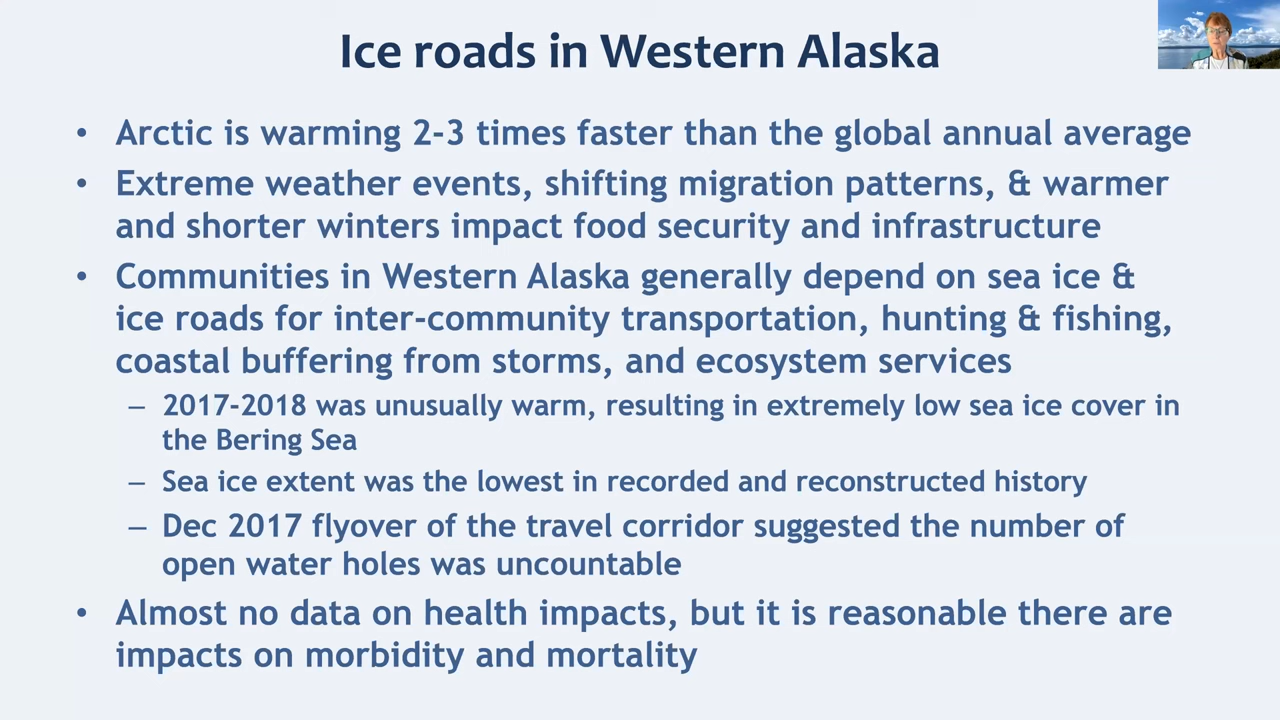 Ice roads in Western Alaska
• Arctic is warming 2-3 times faster than the global annual average
• Extreme weather events, shifting migration patterns, & warmer
and shorter winters impact food security and infrastructure
• Communities in Western Alaska generally depend on sea ice &
ice roads for inter-community transportation, hunting & fishing,
coastal buffering from storms, and ecosystem services
– 2017-2018 was unusually warm, resulting in extremely low sea ice cover in
the Bering Sea
– Sea ice extent was the lowest in recorded and reconstructed history
– Dec 2017 flyover of the travel corridor suggested the number of
open water holes was uncountable
• Almost no data on health impacts, but it is reasonable there are
impacts on morbidity and mortality